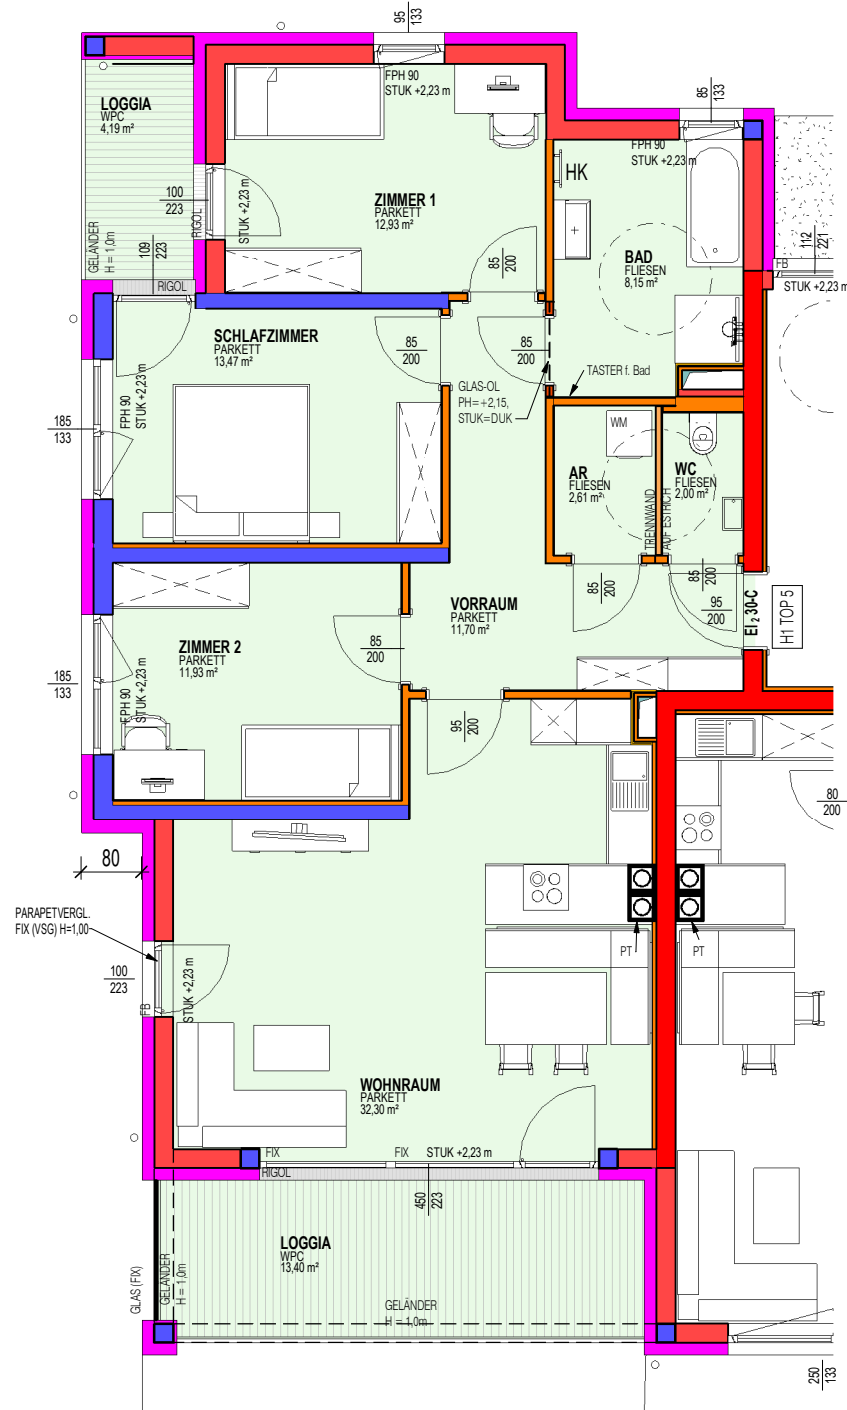 95
133
FPH 90
STUK +2,23 m
85
133
LOGGIA
WPC
4,19 m²
HK
FPH 90
STUK +2,23 m
ZIMMER 1
PARKETT
12,93 m²
100
223
RIGOL
STUK +2,23 m
GELÄNDER
H = 1,0m
109
223
RIGOL
BAD
FLIESEN
8,15 m²
85
200
112
221
FB
STUK +2,23 m
SCHLAFZIMMER
PARKETT
13,47 m²
85
200
85
200
GLAS-OL
PH= +2,15,
STUK=DUK
TASTER f. Bad
FPH 90
STUK +2,23 m
185
133
WM
AR
FLIESEN
2,61 m²
WC
FLIESEN
2,00 m²
TRENNWAND
AUF ESTRICH
85
200
85
200
95
200
EI₂ 30-C
H1 TOP 5
VORRAUM
PARKETT
11,70 m²
ZIMMER 2
PARKETT
11,93 m²
85
200
185
133
FPH 90
STUK +2,23 m
95
200
80
200
80
PARAPETVERGL.
FIX (VSG) H=1,00
100
223
FB
STUK +2,23 m
PT
PT
WOHNRAUM
PARKETT
32,30 m²
FIX
FIX
STUK +2,23 m
RIGOL
450
223
LOGGIA
WPC
13,40 m²
GLAS (FIX)
GELÄNDER
H = 1,0m
GELÄNDER
H = 1,0m
250
133